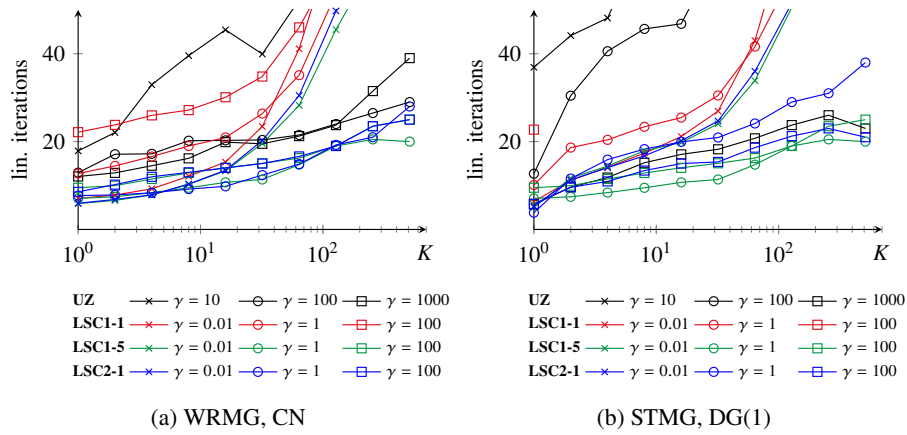 lin. iterations
40
20
10^0
10^1
10^2
K
lin. iterations
40
20
10^0
10^1
10^2
K
UZ γ = 10 γ = 100 γ = 1000
LSC1-1 γ = 0.01 γ = 1 γ = 100
LSC1-5 γ = 0.01 γ = 1 γ = 100
LSC2-1 γ = 0.01 γ = 1 γ = 100
UZ γ = 10 γ = 100 γ = 1000
LSC1-1 γ = 0.01 γ = 1 γ = 100
LSC1-5 γ = 0.01 γ = 1 γ = 100
LSC2-1 γ = 0.01 γ = 1 γ = 100
(a) WRMG, CN
(b) STMG, DG(1)